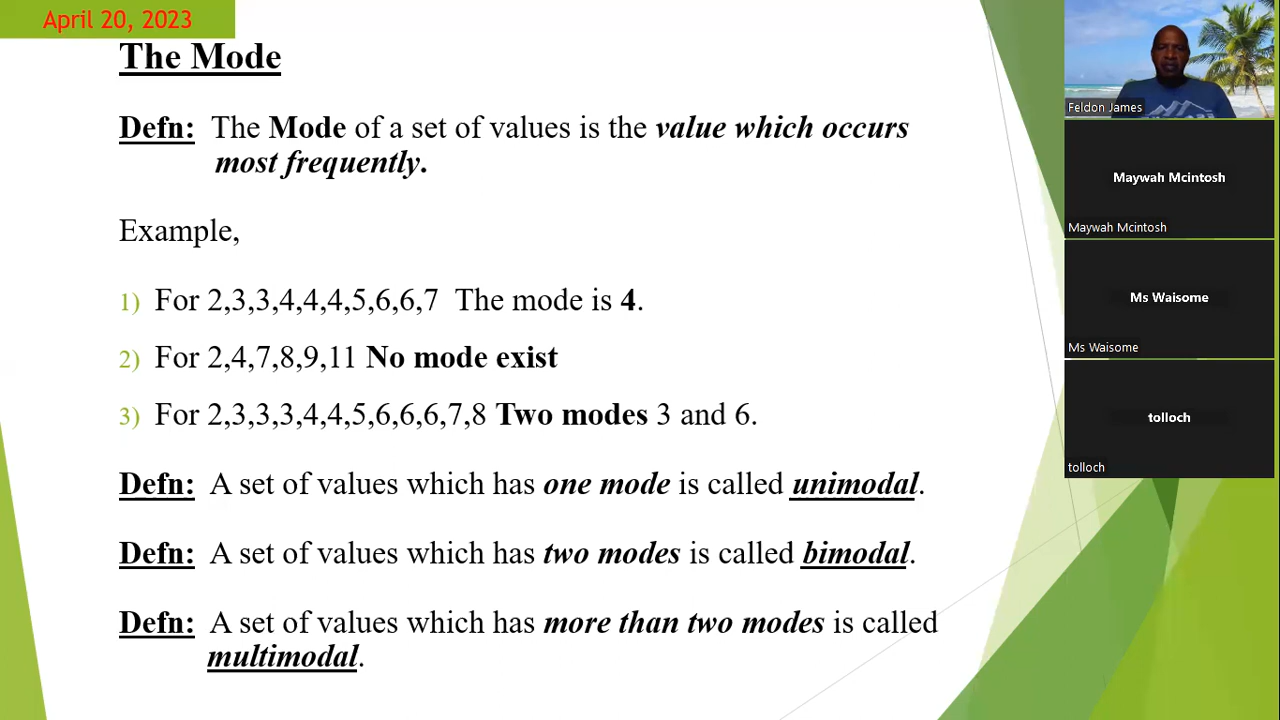 April 20, 2023
The Mode
Defn: The Mode of a set of values is the value which occurs
most frequently.
Example,
1) For 2,3,3,4,4,4,5,6,6,7 The mode is 4.
2) For 2,4,7,8,9,11 No mode exist
3) For 2,3,3,3,4,4,5,6,6,6,7,8 Two modes 3 and 6.
Defn: A set of values which has one mode is called unimodal.
Defn: A set of values which has two modes is called bimodal.
Defn: A set of values which has more than two modes is called
multimodal.
Feldon James
Maywah Mcintosh
Maywah Mcintosh
Ms Waisome
Ms Waisome
tolloch
tolloch